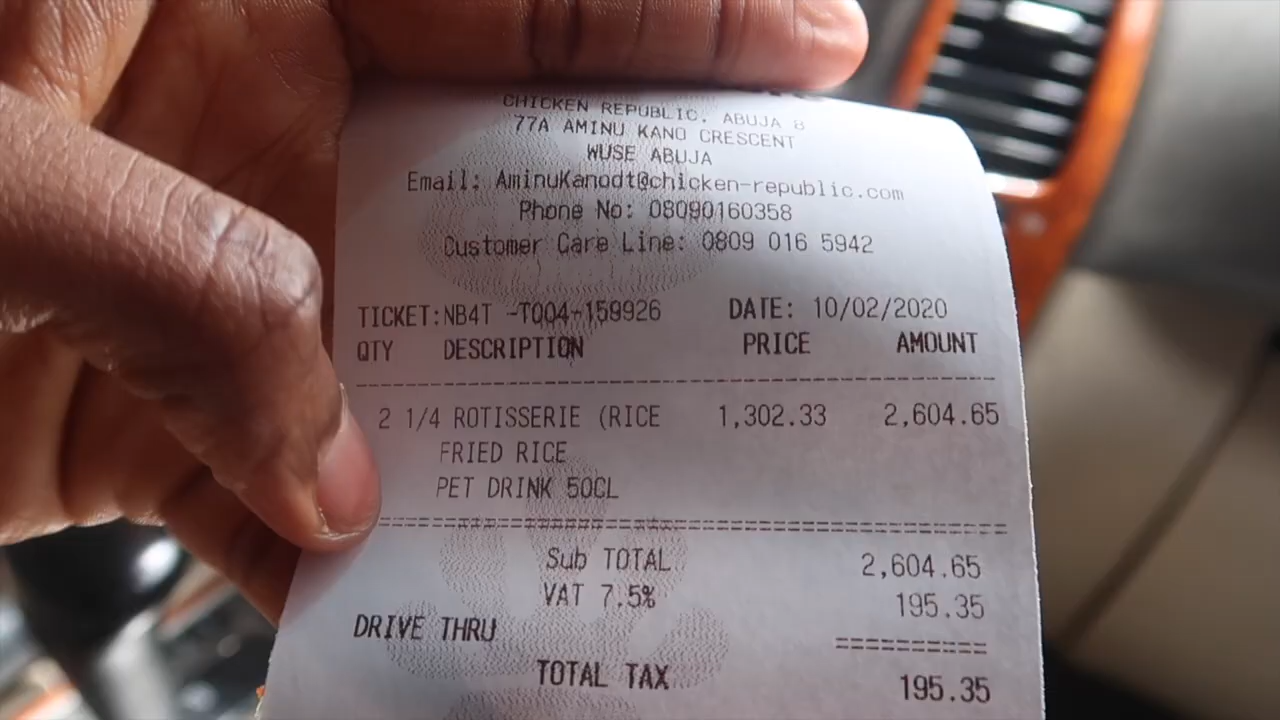 CHICKEN REPUBLIC. ABUJA 8
77A AMINU KANO CRESCENT
WUSE ABUJA
Email: AminuKanodt@chicken-republic.com
Phone No: 08090160358
Customer Care Line: 0809 016 5942
TICKET:NB4T -T004-159926 DATE: 10/02/2020
QTY DESCRIPTION PRICE AMOUNT
2 1/4 ROTISSERIE (RICE 1,302.33 2,604.65
FRIED RICE
PET DRINK 50CL
Sub TOTAL 2,604.65
VAT 7.5% 195.35
DRIVE THRU
TOTAL TAX 195.35